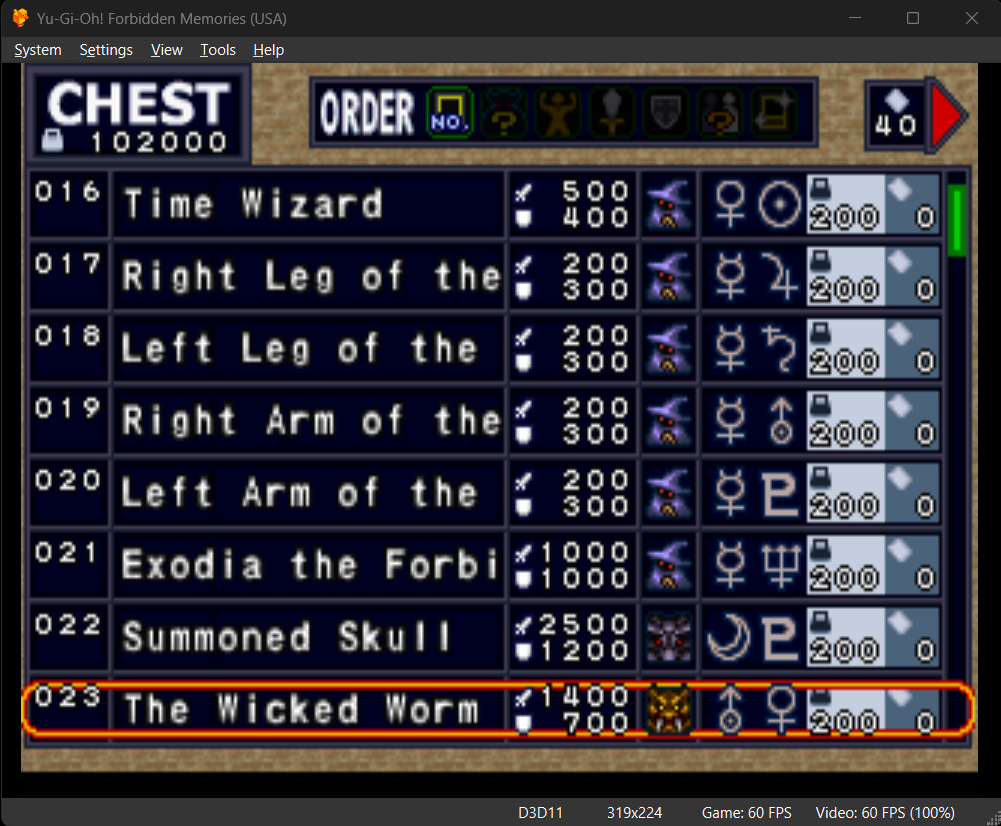 Yu-Gi-Oh! Forbidden Memories (USA)
System Settings View Tools Help
CHEST
102000
ORDER NO. ? ?
40
016 Time Wizard 500 400 200 0
017 Right Leg of the 200 300 200 0
018 Left Leg of the 200 300 200 0
019 Right Arm of the 200 300 200 0
020 Left Arm of the 200 300 200 0
021 Exodia the Forbi 1000 1000 200 0
022 Summoned Skull 2500 1200 200 0
023 The Wicked Worm 1400 700 200 0
D3D11 319x224 Game: 60 FPS Video: 60 FPS (100%)